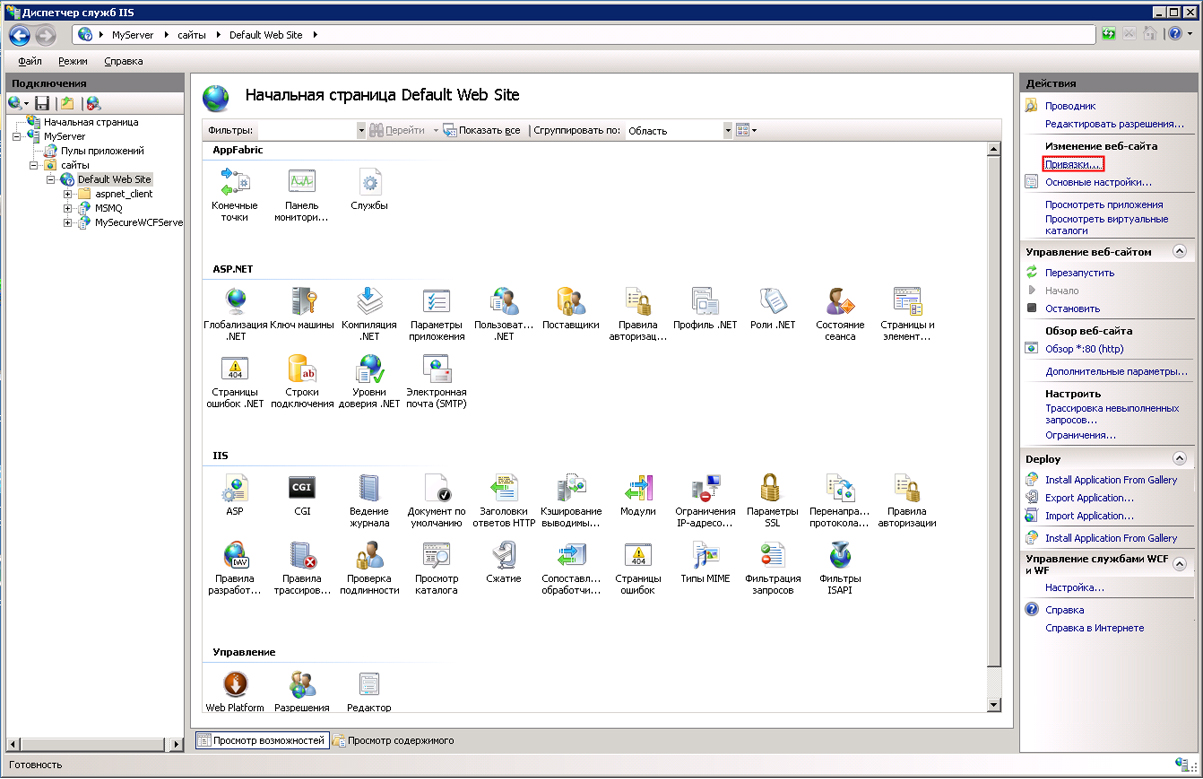 Диспетчер служб IIS
MyServer
сайты
Default Web Site
Файл
Режим
Справка
Подключения
Начальная страница
MyServer
Пулы приложений
сайты
Default Web Site
aspnet_client
MSMQ
MySecureWCFServe
Начальная страница Default Web Site
Фильтры:
Перейти
Показать все
Сгруппировать по:
Область
AppFabric
Конечные
точки
Панель
монитори...
Службы
ASP.NET
Глобализация
.NET
Ключ машины
Компиляция
.NET
Параметры
приложения
Пользоват...
.NET
Поставщики
Правила
авторизац...
Профиль .NET
Роли .NET
Состояние
сеанса
Страницы и
элемент...
Страницы
ошибок .NET
Строки
подключения
Уровни
доверия .NET
Электронная
почта (SMTP)
IIS
ASP
CGI
CGI
Ведение
журнала
Документ по
умолчанию
Заголовки
ответов HTTP
Кэширование
выводимы...
Модули
Ограничения
IP-адресо...
Параметры
SSL
Перенапра...
протокола...
Правила
авторизации
DAV
Правила
разработ...
Правила
трассиров...
Проверка
подлинности
Просмотр
каталога
Сжатие
Сопоставл...
обработчи...
404
Страницы
ошибок
Типы MIME
Фильтрация
запросов
Фильтры
ISAPI
Управление
Web Platform
Разрешения
Редактор
Просмотр возможностей
Просмотр содержимого
Действия
Проводник
Редактировать разрешения...
Изменение веб-сайта
Привязки...
Основные настройки...
Просмотреть приложения
Просмотреть виртуальные
каталоги
Управление веб-сайтом
Перезапустить
Начало
Остановить
Обзор веб-сайта
Обзор *:80 (http)
Дополнительные параметры...
Настроить
Трассировка невыполненных
запросов...
Ограничения...
Deploy
Install Application From Gallery
Export Application...
Import Application...
Install Application From Gallery
Управление службами WCF
и WF
Настройка...
Справка
Справка в Интернете
Готовность